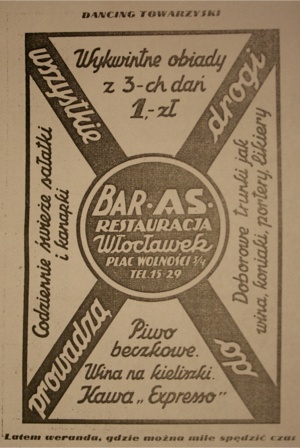 DANCING TOWARZYSKI
wszystkie
drogi
prowadzą
do
Wykwintne obiady
z 3-ch dań
1,-zł
Codziennie świeże sałatki
i kanapki
BAR·AS·
RESTAURACJA
Włocławek
PLAC WOLNOŚCI 3/4
TEL. 15-29
Doborowe trunki jak
wina, koniaki, portery, likiery
Piwo
beczkowe.
Wina na kieliszki.
Kawa „Expresso"
Latem weranda, gdzie można mile spędzić czas